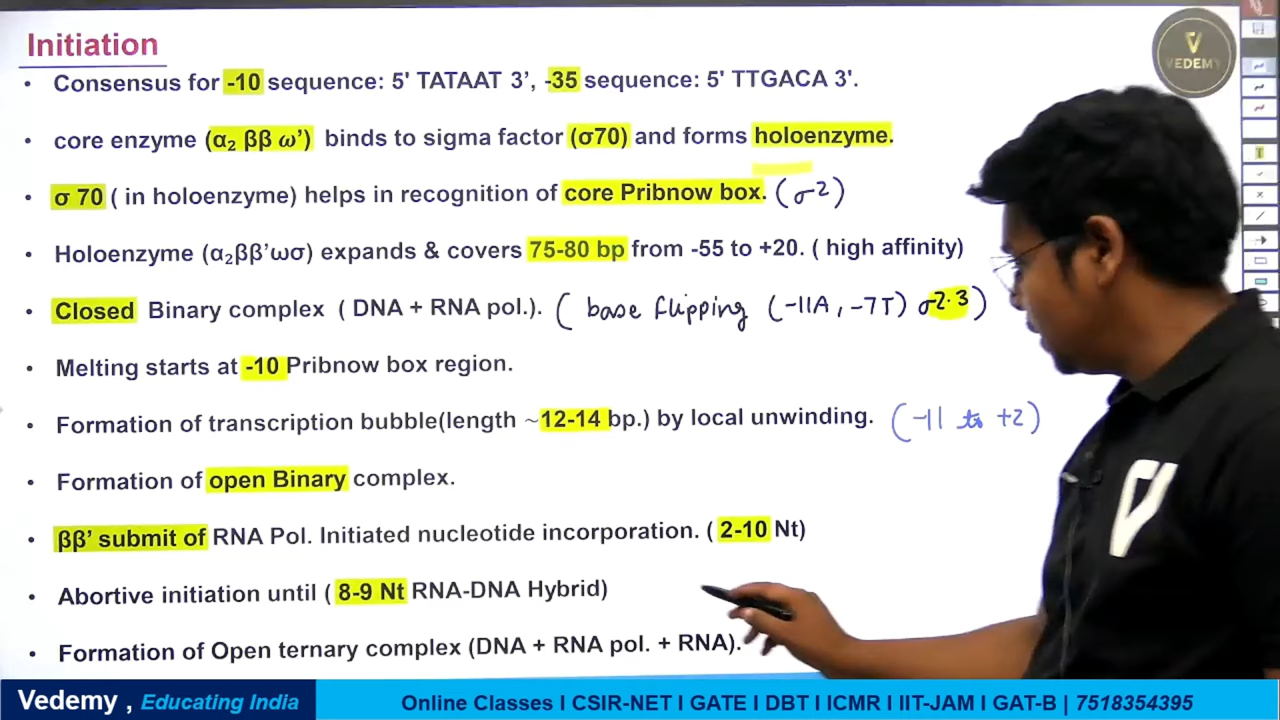 Initiation
VEDEMY
• Consensus for -10 sequence: 5' TATAAT 3’, -35 sequence: 5' TTGACA 3'.
• core enzyme (α₂ ββ ω’) binds to sigma factor (σ70) and forms holoenzyme.
• σ 70 ( in holoenzyme) helps in recognition of core Pribnow box. (σ2)
• Holoenzyme (α₂ββ’ωσ) expands & covers 75-80 bp from -55 to +20. ( high affinity)
• Closed Binary complex ( DNA + RNA pol.). ( base flipping (-11A, -7T) σ2.3)
• Melting starts at -10 Pribnow box region.
• Formation of transcription bubble(length ~12-14 bp.) by local unwinding. (-11 to +2)
• Formation of open Binary complex.
• ββ’ submit of RNA Pol. Initiated nucleotide incorporation. ( 2-10 Nt)
• Abortive initiation until ( 8-9 Nt RNA-DNA Hybrid)
• Formation of Open ternary complex (DNA + RNA pol. + RNA).
Vedemy , Educating India
Online Classes I CSIR-NET I GATE I DBT I ICMR I IIT-JAM I GAT-B | 7518354395